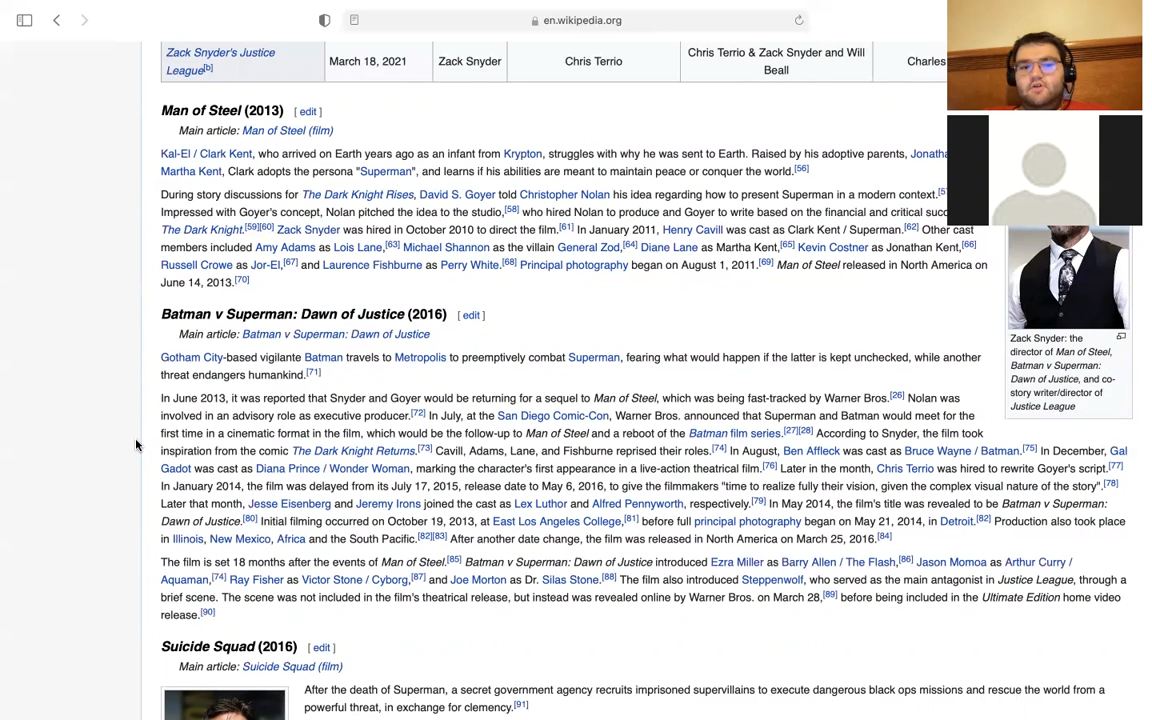 en.wikipedia.org
Zack Snyder's Justice
League[b]
March 18, 2021
Zack Snyder
Chris Terrio
Chris Terrio & Zack Snyder and Will
Beall
Charles
Man of Steel (2013) [ edit ]
Main article: Man of Steel (film)
Kal-El / Clark Kent, who arrived on Earth years ago as an infant from Krypton, struggles with why he was sent to Earth. Raised by his adoptive parents,
Martha Kent, Clark adopts the persona "Superman", and learns if his abilities are meant to maintain peace or conquer the world.[56]
During story discussions for The Dark Knight Rises, David S. Goyer told Christopher Nolan his idea regarding how to present Superman in a modern context.
Impressed with Goyer's concept, Nolan pitched the idea to the studio,[58] who hired Nolan to produce and Goyer to write based on the financial and critical
The Dark Knight.[59][60] Zack Snyder was hired in October 2010 to direct the film.[61] In January 2011, Henry Cavill was cast as Clark Kent / Superman.[62] Other cast
members included Amy Adams as Lois Lane,[63] Michael Shannon as the villain General Zod,[64] Diane Lane as Martha Kent,[65] Kevin Costner as Jonathan Kent,[66]
Russell Crowe as Jor-El,[67] and Laurence Fishburne as Perry White.[68] Principal photography began on August 1, 2011.[69] Man of Steel released in North America on
June 14, 2013.[70]
Batman v Superman: Dawn of Justice (2016) [ edit ]
Main article: Batman v Superman: Dawn of Justice
Gotham City-based vigilante Batman travels to Metropolis to preemptively combat Superman, fearing what would happen if the latter is kept unchecked, while another
threat endangers humankind.[71]
In June 2013, it was reported that Snyder and Goyer would be returning for a sequel to Man of Steel, which was being fast-tracked by Warner Bros.[26] Nolan was
involved in an advisory role as executive producer.[72] In July, at the San Diego Comic-Con, Warner Bros. announced that Superman and Batman would meet for the
first time in a cinematic format in the film, which would be the follow-up to Man of Steel and a reboot of the Batman film series.[27][28] According to Snyder, the film took
inspiration from the comic The Dark Knight Returns.[73] Cavill, Adams, Lane, and Fishburne reprised their roles.[74] In August, Ben Affleck was cast as Bruce Wayne / Batman.[75] In December, Gal
Gadot was cast as Diana Prince / Wonder Woman, marking the character's first appearance in a live-action theatrical film.[76] Later in the month, Chris Terrio was hired to rewrite Goyer's script.[77]
In January 2014, the film was delayed from its July 17, 2015, release date to May 6, 2016, to give the filmmakers "time to realize fully their vision, given the complex visual nature of the story".[78]
Later that month, Jesse Eisenberg and Jeremy Irons joined the cast as Lex Luthor and Alfred Pennyworth, respectively.[79] In May 2014, the film's title was revealed to be Batman v Superman:
Dawn of Justice.[80] Initial filming occurred on October 19, 2013, at East Los Angeles College,[81] before full principal photography began on May 21, 2014, in Detroit.[82] Production also took place
in Illinois, New Mexico, Africa and the South Pacific.[82][83] After another date change, the film was released in North America on March 25, 2016.[84]
The film is set 18 months after the events of Man of Steel.[85] Batman v Superman: Dawn of Justice introduced Ezra Miller as Barry Allen / The Flash,[86] Jason Momoa as Arthur Curry /
Aquaman,[74] Ray Fisher as Victor Stone / Cyborg,[87] and Joe Morton as Dr. Silas Stone.[88] The film also introduced Steppenwolf, who served as the main antagonist in Justice League, through a
brief scene. The scene was not included in the film's theatrical release, but instead was revealed online by Warner Bros. on March 28,[89] before being included in the Ultimate Edition home video
release.[90]
Zack Snyder: the
director of Man of Steel,
Batman v Superman:
Dawn of Justice, and co-
story writer/director of
Justice League
Suicide Squad (2016) [ edit ]
Main article: Suicide Squad (film)
After the death of Superman, a secret government agency recruits imprisoned supervillains to execute dangerous black ops missions and rescue the world from a
powerful threat, in exchange for clemency.[91]